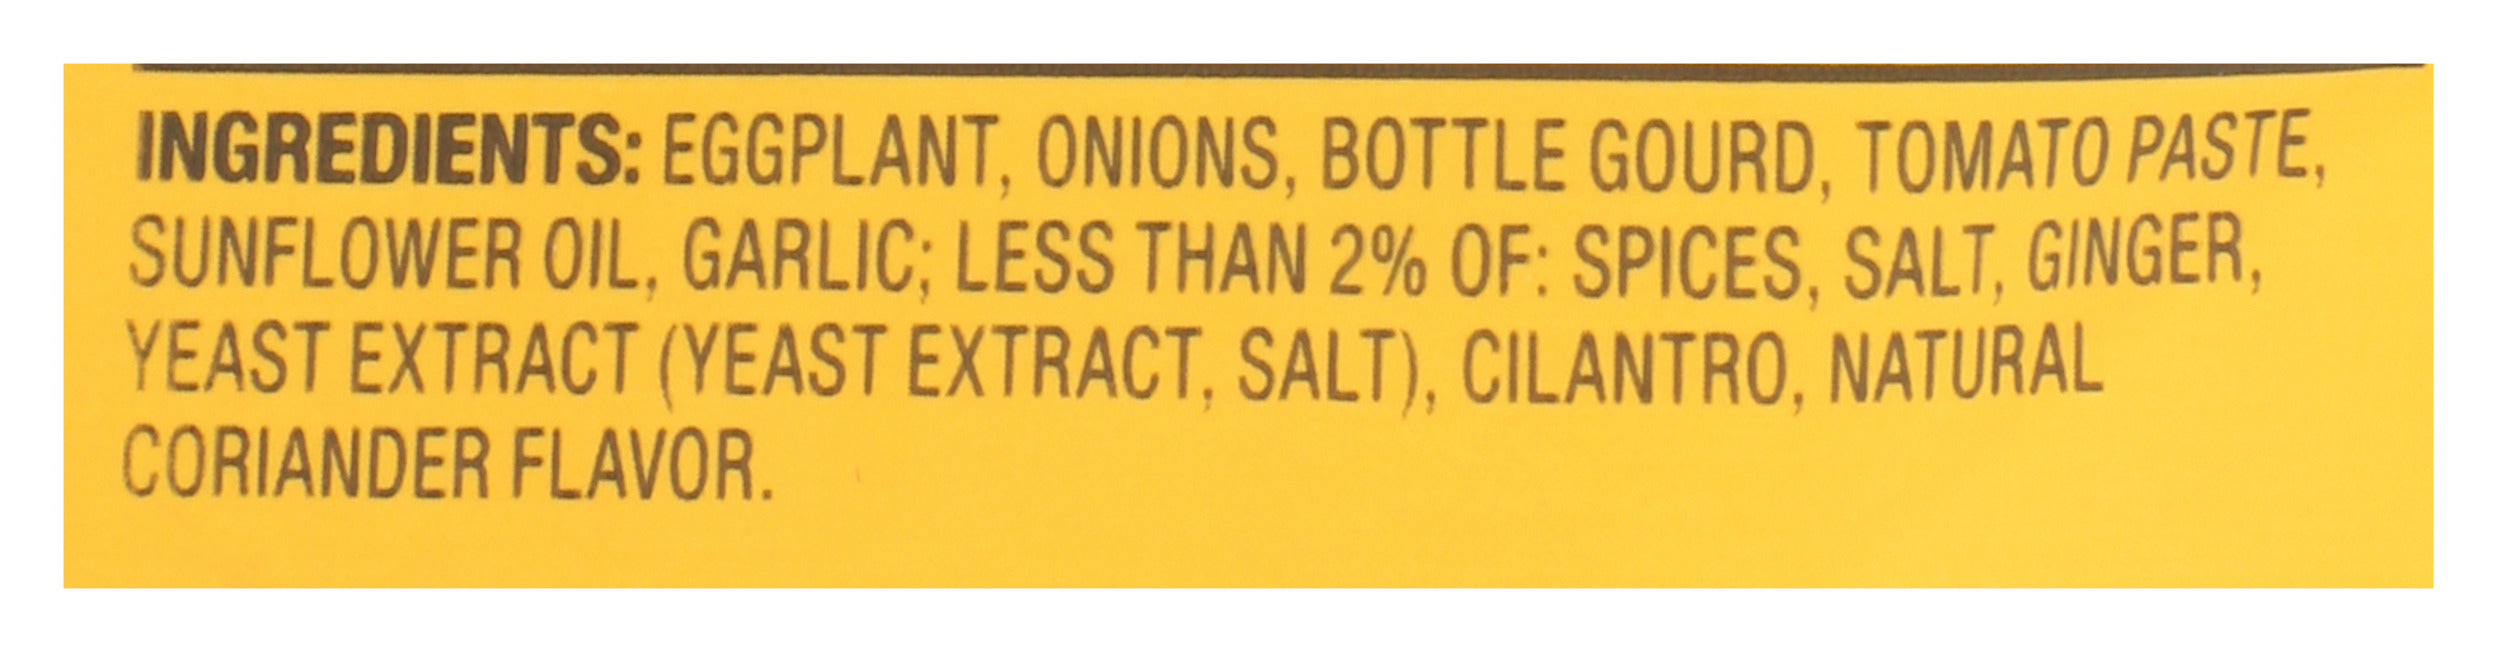 INGREDIENTS: EGGPLANT, ONIONS, BOTTLE GOURD, TOMATO PASTE,
SUNFLOWER OIL, GARLIC; LESS THAN 2% OF: SPICES, SALT, GINGER,
YEAST EXTRACT (YEAST EXTRACT, SALT), CILANTRO, NATURAL
CORIANDER FLAVOR.